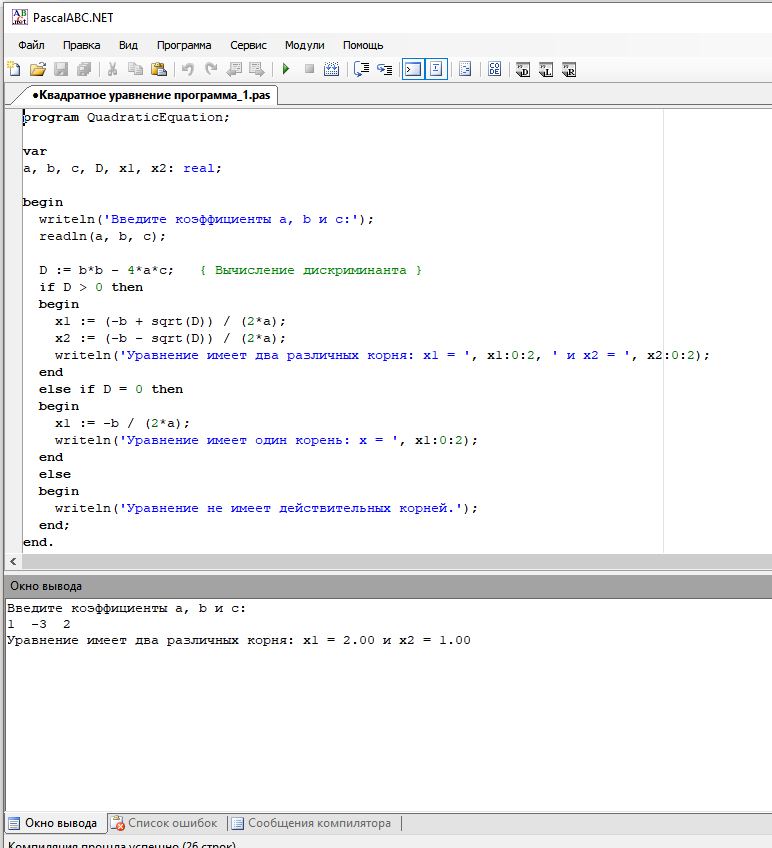 PascalABC.NET
Файл Правка Вид Программа Сервис Модули Помощь
•Квадратное уравнение программа_1.pas
program QuadraticEquation;
var
a, b, c, D, x1, x2: real;
begin
writeln('Введите коэффициенты a, b и c:');
readln(a, b, c);
D := b*b - 4*a*c; { Вычисление дискриминанта }
if D > 0 then
begin
x1 := (-b + sqrt(D)) / (2*a);
x2 := (-b - sqrt(D)) / (2*a);
writeln('Уравнение имеет два различных корня: x1 = ', x1:0:2, ' и x2 = ', x2:0:2);
end
else if D = 0 then
begin
x1 := -b / (2*a);
writeln('Уравнение имеет один корень: x = ', x1:0:2);
end
else
begin
writeln('Уравнение не имеет действительных корней.');
end;
end.
Окно вывода
Введите коэффициенты a, b и c:
1 -3 2
Уравнение имеет два различных корня: x1 = 2.00 и x2 = 1.00
Окно вывода Список ошибок Сообщения компилятора
Компиляция прошла успешно (26 строк)